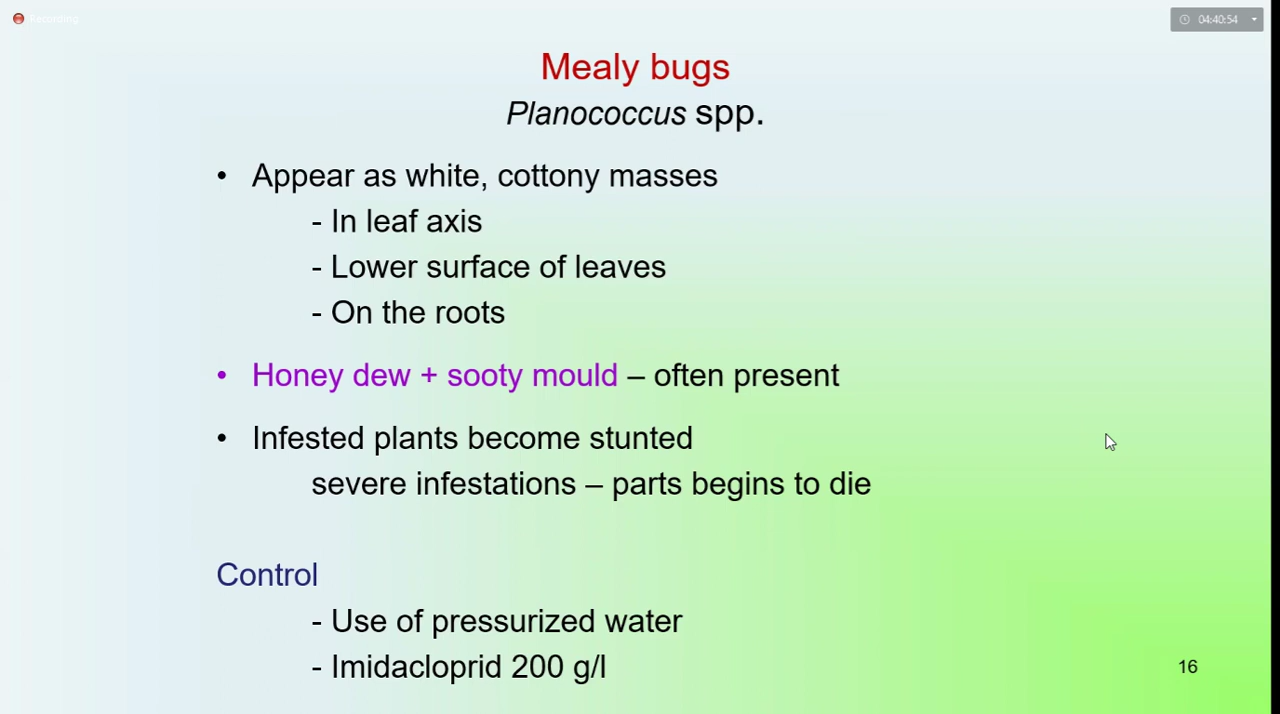 Recording
04:40:54
Mealy bugs
Planococcus spp.
• Appear as white, cottony masses
- In leaf axis
- Lower surface of leaves
- On the roots
• Honey dew + sooty mould – often present
• Infested plants become stunted
severe infestations – parts begins to die
Control
- Use of pressurized water
- Imidacloprid 200 g/l
16